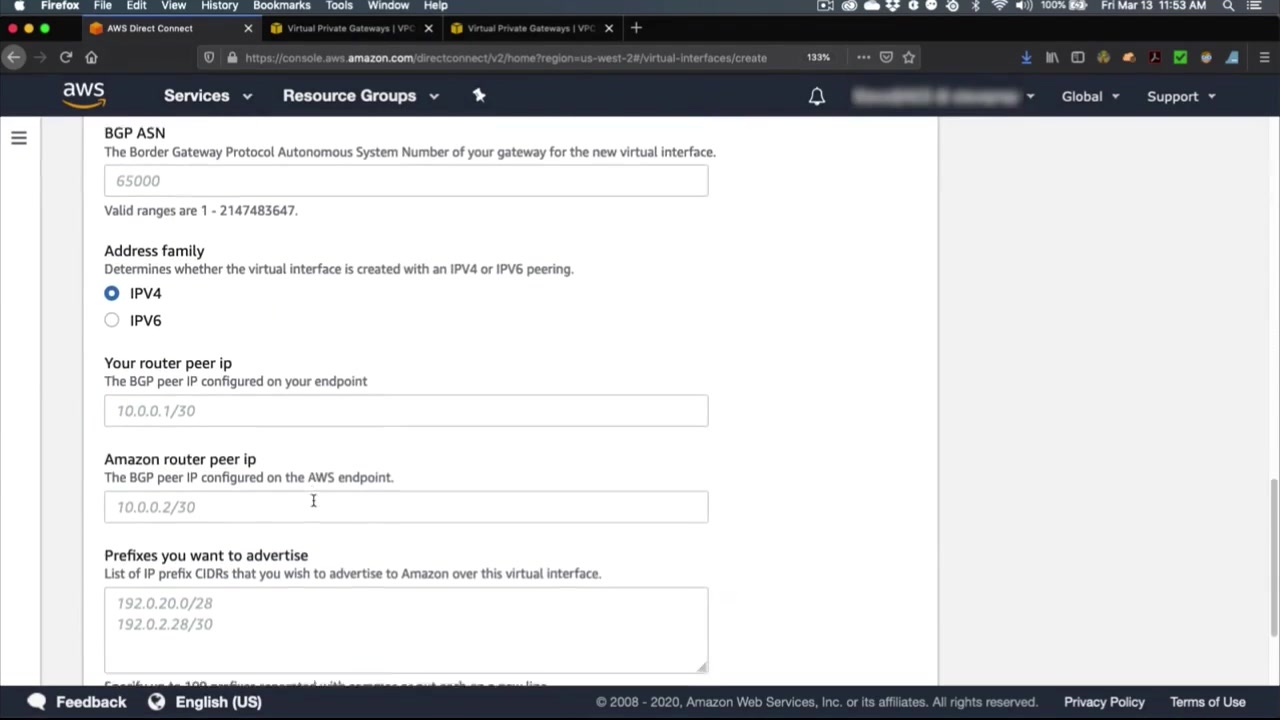 Firefox File Edit View History Bookmarks Tools Window Help 100% Fri Mar 13 11:53 AM
AWS Direct Connect Virtual Private Gateways | VPC Virtual Private Gateways | VPC
https://console.aws.amazon.com/directconnect/v2/home?region=us-west-2#/virtual-interfaces/create 133%
aws Services Resource Groups Global Support
BGP ASN
The Border Gateway Protocol Autonomous System Number of your gateway for the new virtual interface.
65000
Valid ranges are 1 - 2147483647.
Address family
Determines whether the virtual interface is created with an IPV4 or IPV6 peering.
IPV4
IPV6
Your router peer ip
The BGP peer IP configured on your endpoint
10.0.0.1/30
Amazon router peer ip
The BGP peer IP configured on the AWS endpoint.
10.0.0.2/30
Prefixes you want to advertise
List of IP prefix CIDRs that you wish to advertise to Amazon over this virtual interface.
192.0.20.0/28
192.0.2.28/30
Feedback English (US) © 2008 - 2020, Amazon Web Services, Inc. or its affiliates. All rights reserved. Privacy Policy Terms of Use